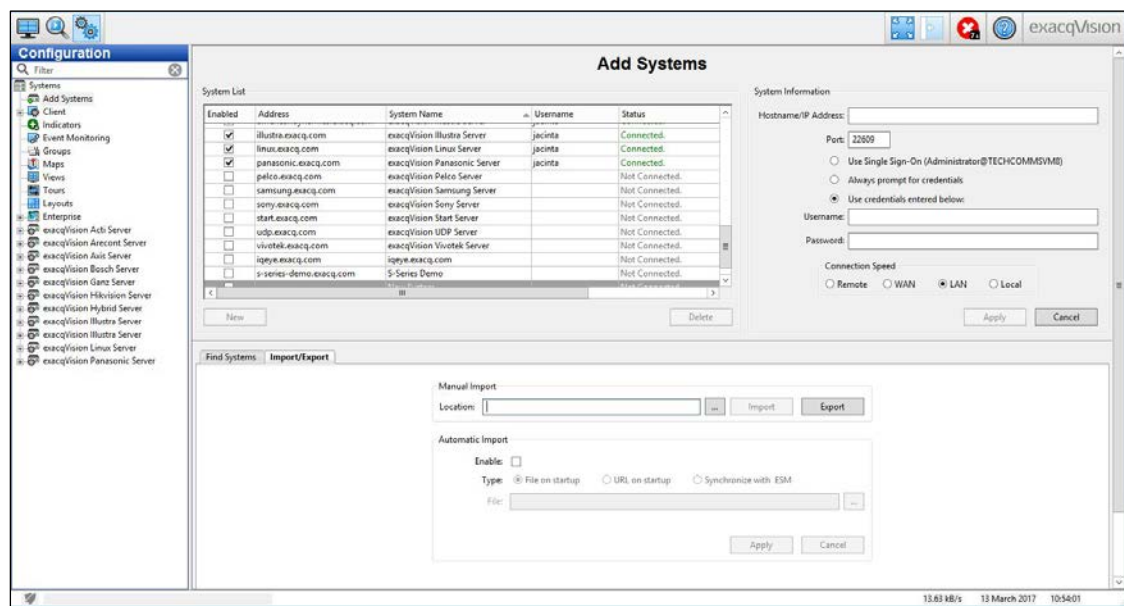 exacqVision
Configuration
Filter
Systems
Add Systems
Client
Indicators
Event Monitoring
Groups
Maps
Views
Tours
Layouts
Enterprise
exacqVision Acti Server
exacqVision Arecont Server
exacqVision Axis Server
exacqVision Bosch Server
exacqVision Ganz Server
exacqVision Hikvision Server
exacqVision Hybrid Server
exacqVision Illustra Server
exacqVision Illustra Server
exacqVision Linux Server
exacqVision Panasonic Server
Add Systems
System List
Enabled Address System Name Username Status
illustra.exacq.com exacqVision Illustra Server jacinta Connected.
linux.exacq.com exacqVision Linux Server jacinta Connected.
panasonic.exacq.com exacqVision Panasonic Server jacinta Connected.
pelco.exacq.com exacqVision Pelco Server Not Connected.
samsung.exacq.com exacqVision Samsung Server Not Connected.
sony.exacq.com exacqVision Sony Server Not Connected.
start.exacq.com exacqVision Start Server Not Connected.
udp.exacq.com exacqVision UDP Server Not Connected.
vivotek.exacq.com exacqVision Vivotek Server Not Connected.
iqeye.exacq.com iqeye.exacq.com Not Connected.
s-series-demo.exacq.com S-Series Demo Not Connected.
New Delete
System Information
Hostname/IP Address:
Port: 22609
Use Single Sign-On (Administrator@TECHCOMMSVM8)
Always prompt for credentials
Use credentials entered below:
Username:
Password:
Connection Speed
Remote WAN LAN Local
Apply Cancel
Find Systems Import/Export
Manual Import
Location: ... Import Export
Automatic Import
Enable:
Type: File on startup URL on startup Synchronize with ESM
File: ...
Apply Cancel
13.63 kB/s 13 March 2017 10:54:01